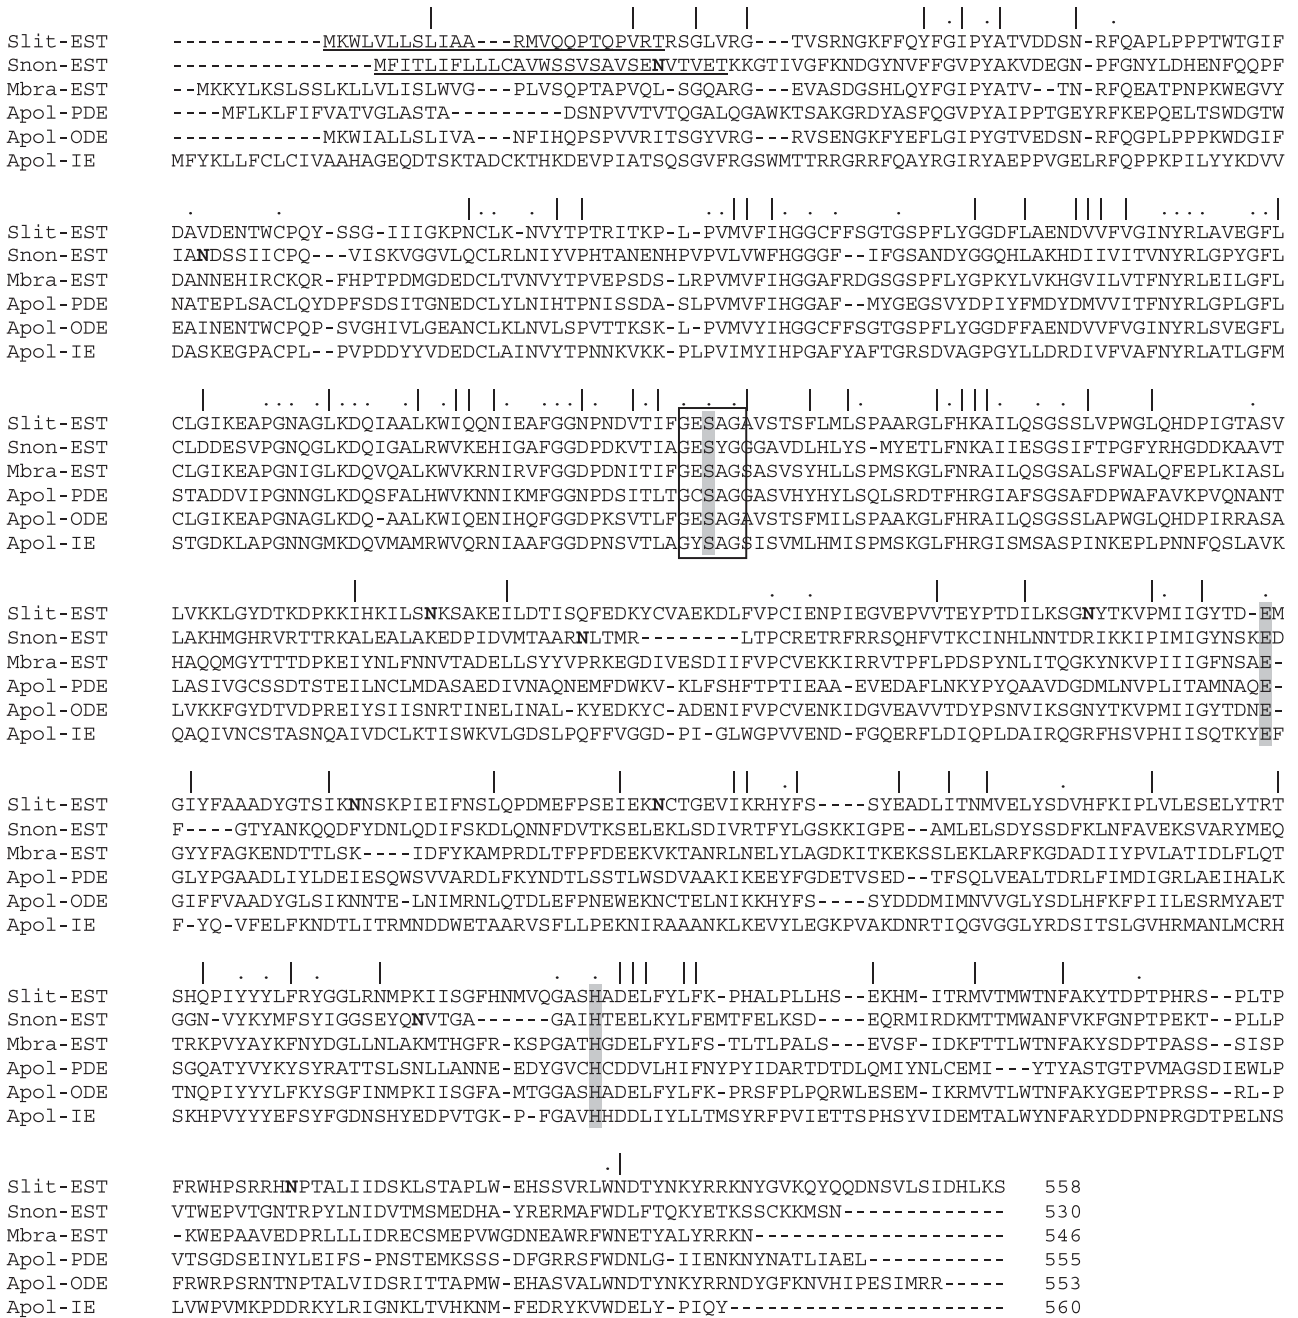 Slit-EST ------------MKWLVLLSLIAA---RMVQQPTQPVRTRSGLVRG---TVSRNGKFFQYFGIPYATVDDSN-RFQAPLPPPTWTGIF
Snon-EST ----------------MFITLIFLLLCAVWSSVSAVSENVTVETKKGTIVGFKNDGYNVFFGVPYAKVDEGN-PFGNYLDHENFQQPF
Mbra-EST --MKKYLKSLSSLKLLVLISLWVG---PLVSQPTAPVQL-SGQARG---EVASDGSHLQYFGIPYATV--TN-RFQEATPNPKWEGVY
Apol-PDE ----MFLKLFIFVATVGLASTA---------DSNPVVTVTQGALQGAWKTSAKGRDYASFQGVPYAIPPTGEYRFKEPQELTSWDGTW
Apol-ODE ------------MKWIALLSLIVA---NFIHQPSPVVRITSGYVRG---RVSENGKFYEFLGIPYGTVEDSN-RFQGPLPPPKWDGIF
Apol-IE MFYKLLFCLCIVAAHAGEQDTSKTADCKTHKDEVPIATSQSGVFRGSWMTTRRGRRFQAYRGIRYAEPPVGELRFQPPKPILYYKDVV
Slit-EST DAVDENTWCPQY-SSG-IIIGKPNCLK-NVYTPTRITKP-L-PVMVFIHGGCFFSGTGSPFLYGGDFLAENDVVFVGINYRLAVEGFL
Snon-EST IANDSSIICPQ---VISKVGGVLQCLRLNIYVPHTANENHPVPVLVWFHGGGF--IFGSANDYGGQHLAKHDIIVITVNYRLGPYGFL
Mbra-EST DANNEHIRCKQR-FHPTPDMGDEDCLTVNVYTPVEPSDS-LRPVMVFIHGGAFRDGSGSPFLYGPKYLVKHGVILVTFNYRLEILGFL
Apol-PDE NATEPLSACLQYDPFSDSITGNEDCLYLNIHTPNISSDA-SLPVMVFIHGGAF--MYGEGSVYDPIYFMDYDMVVITFNYRLGPLGFL
Apol-ODE EAINENTWCPQP-SVGHIVLGEANCLKLNVLSPVTTKSK-L-PVMVYIHGGCFFSGTGSPFLYGGDFFAENDVVFVGINYRLSVEGFL
Apol-IE DASKEGPACPL--PVPDDYYVDEDCLAINVYTPNNKVKK-PLPVIMYIHPGAFYAFTGRSDVAGPGYLLDRDIVFVAFNYRLATLGFM
Slit-EST CLGIKEAPGNAGLKDQIAALKWIQQNIEAFGGNPNDVTIFGESAGAVSTSFLMLSPAARGLFHKAILQSGSSLVPWGLQHDPIGTASV
Snon-EST CLDDESVPGNQGLKDQIGALRWVKEHIGAFGGDPDKVTIAGESYGGGAVDLHLYS-MYETLFNKAIIESGSIFTPGFYRHGDDKAAVT
Mbra-EST CLGIKEAPGNIGLKDQVQALKWVKRNIRVFGGDPDNITIFGESAGSASVSYHLLSPMSKGLFNRAILQSGSALSFWALQFEPLKIASL
Apol-PDE STADDVIPGNNGLKDQSFALHWVKNNIKMFGGNPDSITLTGCSAGGASVHYHYLSQLSRDTFHRGIAFSGSAFDPWAFAVKPVQNANT
Apol-ODE CLGIKEAPGNAGLKDQ-AALKWIQENIHQFGGDPKSVTLFGESAGAVSTSFMILSPAAKGLFHRAILQSGSSLAPWGLQHDPIRRASA
Apol-IE STGDKLAPGNNGMKDQVMAMRWVQRNIAAFGGDPNSVTLAGYSAGSISVMLHMISPMSKGLFHRGISMSASPINKEPLPNNFQSLAVK
Slit-EST LVKKLGYDTKDPKKIHKILSNKSAKEILDTISQFEDKYCVAEKDLFVPCIENPIEGVEPVVTEYPTDILKSGNYTKVPMIIGYTD-EM
Snon-EST LAKHMGHRVRTTRKALEALAKEDPIDVMTAARNLTMR--------LTPCRETRFRRSQHFVTKCINHLNNTDRIKKIPIMIGYNSKED
Mbra-EST HAQQMGYTTTDPKEIYNLFNNVTADELLSYYVPRKEGDIVESDIIFVPCVEKKIRRVTPFLPDSPYNLITQGKYNKVPIIIGFNSAE-
Apol-PDE LASIVGCSSDTSTEILNCLMDASAEDIVNAQNEMFDWKV-KLFSHFTPTIEAA-EVEDAFLNKYPYQAAVDGDMLNVPLITAMNAQE-
Apol-ODE LVKKFGYDTVDPREIYSIISNRTINELINAL-KYEDKYC-ADENIFVPCVENKIDGVEAVVTDYPSNVIKSGNYTKVPMIIGYTDNE-
Apol-IE QAQIVNCSTASNQAIVDCLKTISWKVLGDSLPQFFVGGD-PI-GLWGPVVEND-FGQERFLDIQPLDAIRQGRFHSVPHIISQTKYEF
Slit-EST GIYFAAADYGTSIKNNSKPIEIFNSLQPDMEFPSEIEKNCTGEVIKRHYFS----SYEADLITNMVELYSDVHFKIPLVLESELYTRT
Snon-EST F----GTYANKQQDFYDNLQDIFSKDLQNNFDVTKSELEKLSDIVRTFYLGSKKIGPE--AMLELSDYSSDFKLNFAVEKSVARYMEQ
Mbra-EST GYYFAGKENDTTLSK----IDFYKAMPRDLTFPFDEEKVKTANRLNELYLAGDKITKEKSSLEKLARFKGDADIIYPVLATIDLFLQT
Apol-PDE GLYPGAADLIYLDEIESQWSVVARDLFKYNDTLSSTLWSDVAAKIKEEYFGDETVSED--TFSQLVEALTDRLFIMDIGRLAEIHALK
Apol-ODE GIFFVAADYGLSIKNNTE-LNIMRNLQTDLEFPNEWEKNCTELNIKKHYFS----SYDDDMIMNVVGLYSDLHFKFPIILESRMYAET
Apol-IE F-YQ-VFELFKNDTLITRMNDDWETAARVSFLLPEKNIRAAANKLKEVYLEGKPVAKDNRTIQGVGGLYRDSITSLGVHRMANLMCRH
Slit-EST SHQPIYYYLFRYGGLRNMPKIISGFHNMVQGASHADELFYLFK-PHALPLLHS--EKHM-ITRMVTMWTNFAKYTDPTPHRS--PLTP
Snon-EST GGN-VYKYMFSYIGGSEYQNVTGA------GAIHTEELKYLFEMTFELKSD----EQRMIRDKMTTMWANFVKFGNPTPEKT--PLLP
Mbra-EST TRKPVYAYKFNYDGLLNLAKMTHGFR-KSPGATHGDELFYLFS-TLTLPALS---EVSF-IDKFTTLWTNFAKYSDPTPASS--SISP
Apol-PDE SGQATYVYKYSYRATTSLSNLLANNE-EDYGVCHCDDVLHIFNYPYIDARTDTDLQMIYNLCEMI---YTYASTGTPVMAGSDIEWLP
Apol-ODE TNQPIYYYLFKYSGFINMPKIISGFA-MTGGASHADELFYLFK-PRSFPLPQRWLESEM-IKRMVTLWTNFAKYGEPTPRSS--RL-P
Apol-IE SKHPVYYYEFSYFGDNSHYEDPVTGK-P-FGAVHHDDLIYLLTMSYRFPVIETTSPHSYVIDEMTALWYNFARYDDPNPRGDTPELNS
Slit-EST FRWHPSRRHNPTALIIDSKLSTAPLW-EHSSVRLWNDTYNKYRRKNYGVKQYQQDNSVLSIDHLKS 558
Snon-EST VTWEPVTGNTRPYLNIDVTMSMEDHA-YRERMAFWDLFTQKYETKSSCKKMSN------------- 530
Mbra-EST -KWEPAVEDPRLLLIDRECSMEPVWGDNEAWRFWNETYALYRRKN-------------------- 546
Apol-PDE VTSGDSEINYLEIFS-PNSTEMKSSS-DFGRRSFWDNLG-IIENKNYNATLIAEL----------- 555
Apol-ODE FRWRPSRNTNPTALVIDSRITTAPMW-EHASVALWNDTYNKYRRNDYGFKNVHIPESIMRR----- 553
Apol-IE LVWPVMKPDDRKYLRIGNKLTVHKNM-FEDRYKVWDELY-PIQY---------------------- 560